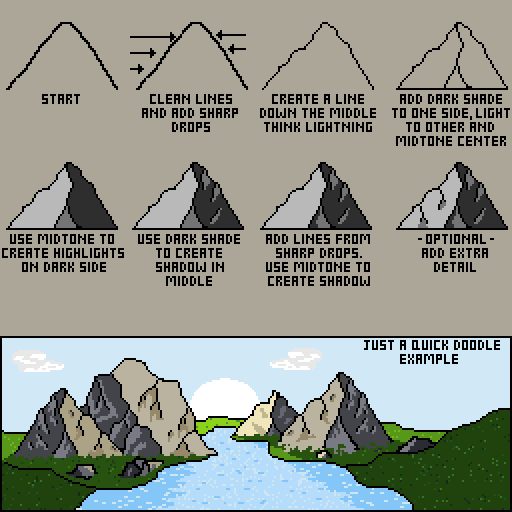 START
CLEAN LINES
AND ADD SHARP
DROPS
CREATE A LINE
DOWN THE MIDDLE
THINK LIGHTNING
ADD DARK SHADE
TO ONE SIDE, LIGHT
TO OTHER AND
MIDTONE CENTER
USE MIDTONE TO
CREATE HIGHLIGHTS
ON DARK SIDE
USE DARK SHADE
TO CREATE
SHADOW IN
MIDDLE
ADD LINES FROM
SHARP DROPS.
USE MIDTONE TO
CREATE SHADOW
-OPTIONAL-
ADD EXTRA
DETAIL
JUST A QUICK DOODLE
EXAMPLE